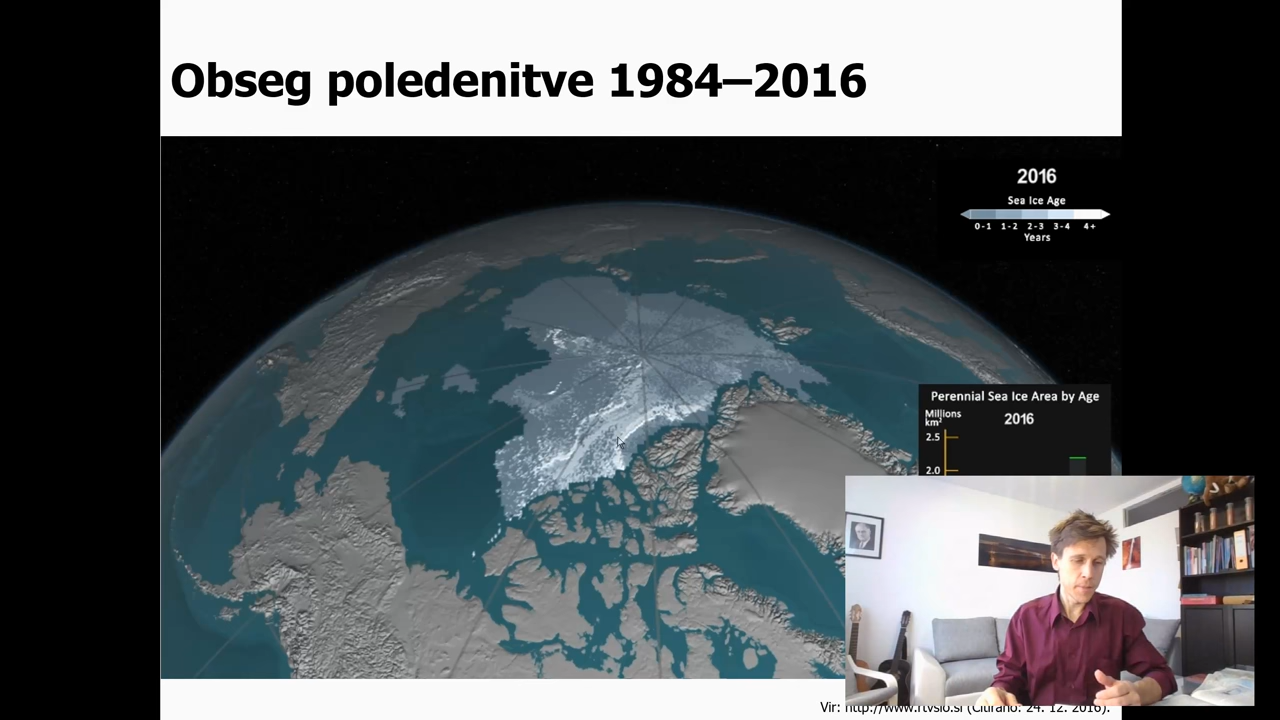 Obseg poledenitve 1984–2016
2016
Sea Ice Age
0-1 1-2 2-3 3-4 4+
Years
Perennial Sea Ice Area by Age
Millions
km²
2016
2.5
2.0
Vir: http://www.rtvslo.si (Citirano: 24. 12. 2016).